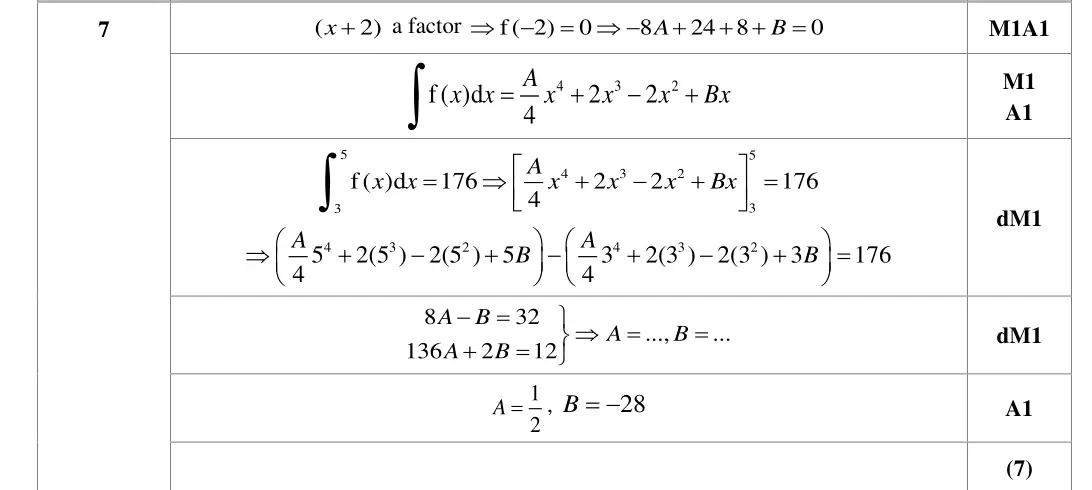 7 (x + 2) a factor ⇒ f(−2) = 0 ⇒ −8A + 24 + 8 + B = 0 M1A1
∫ f(x)dx = A/4 x⁴ + 2x³ − 2x² + Bx M1 A1
∫₃⁵ f(x)dx = 176 ⇒ [A/4 x⁴ + 2x³ − 2x² + Bx]₃⁵ = 176
⇒ (A/4 5⁴ + 2(5³) − 2(5²) + 5B) − (A/4 3⁴ + 2(3³) − 2(3²) + 3B) = 176 dM1
8A − B = 32
136A + 2B = 12 } ⇒ A = ..., B = ... dM1
A = 1/2 , B = −28 A1
(7)